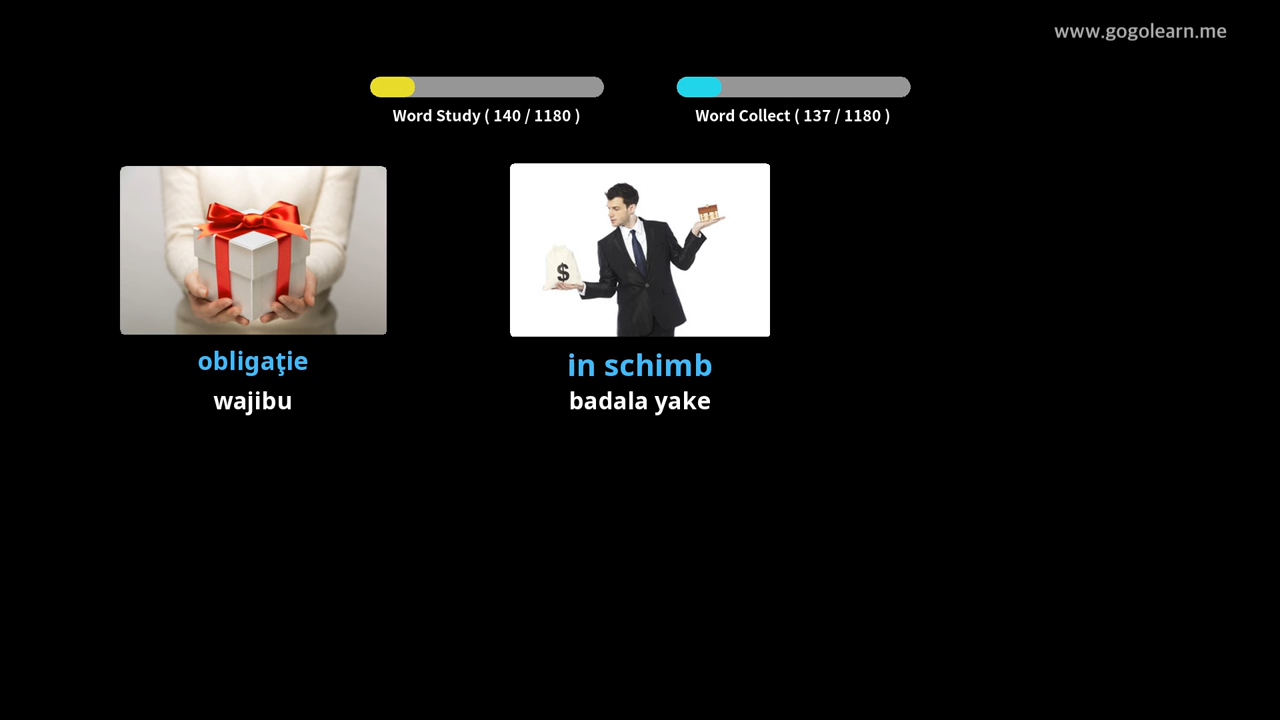 www.gogolearn.me
Word Study ( 140 / 1180 )
Word Collect ( 137 / 1180 )
$
obligaţie
wajibu
in schimb
badala yake